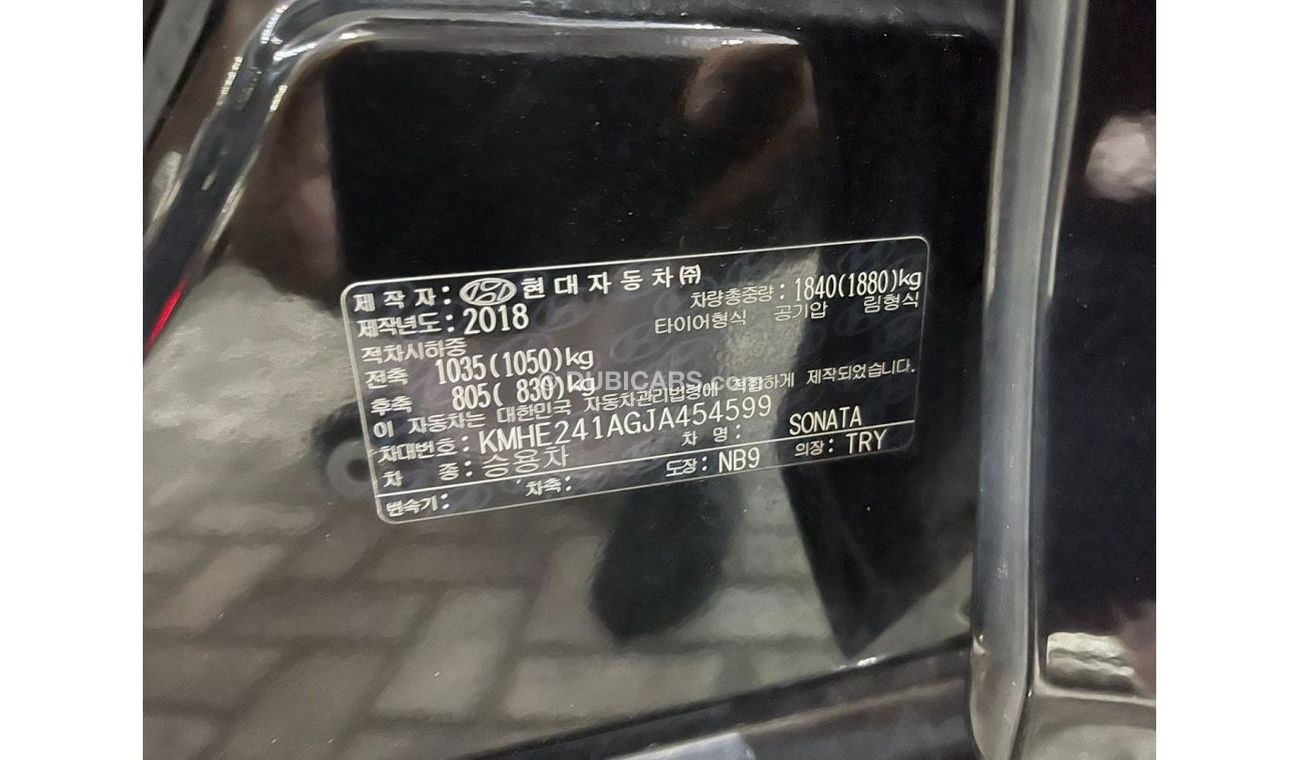 제작자: 현대자동차(주) 차량총중량: 1840(1880)kg
제작년도: 2018 타이어형식 공기압 림형식
적차시하중
전축 1035(1050)kg
후축 805( 830)kg
이 자동차는 대한민국 자동차관리법령에 적합하게 제작되었습니다.
차대번호: KMHE241AGJA454599
차 종: 승용차 차 명: SONATA
변속기: 차축: 도장: NB9 의장: TRY
DUBICARS.com